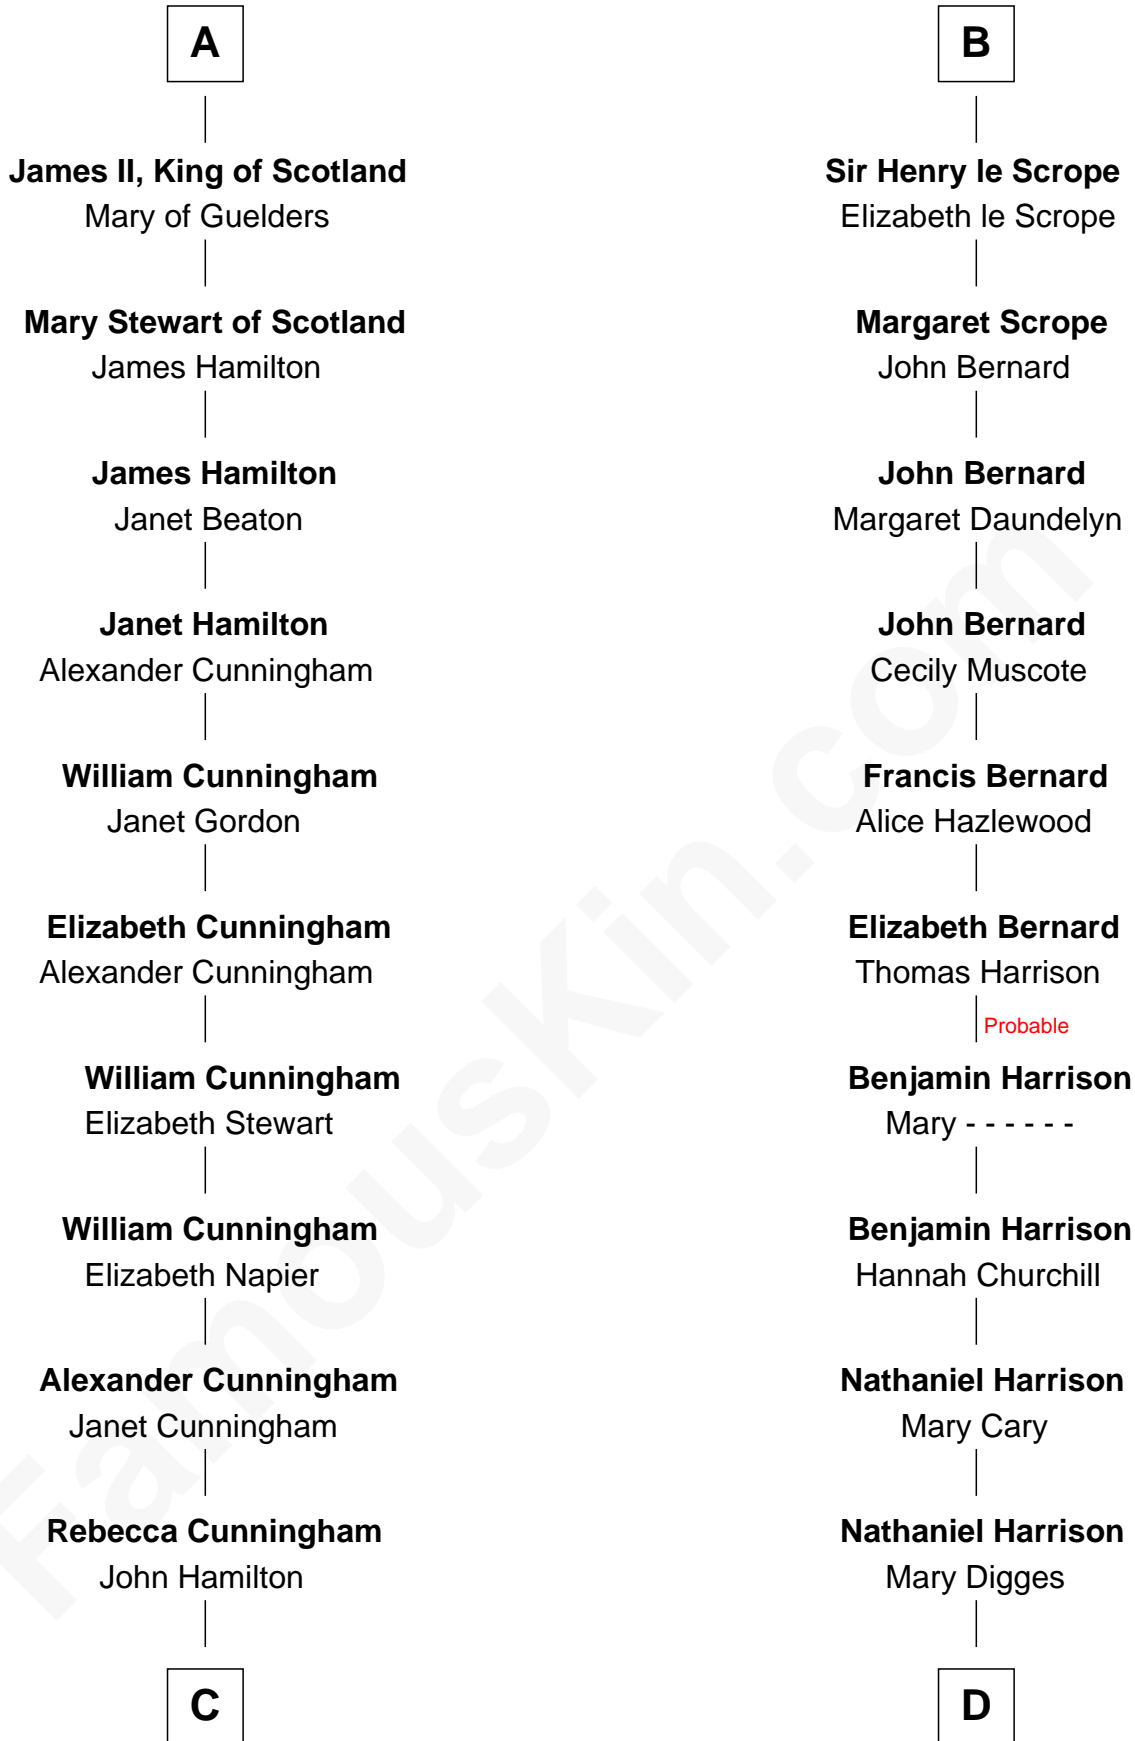 A
James II, King of Scotland
Mary of Guelders
Mary Stewart of Scotland
James Hamilton
James Hamilton
Janet Beaton
Janet Hamilton
Alexander Cunningham
William Cunningham
Janet Gordon
Elizabeth Cunningham
Alexander Cunningham
William Cunningham
Elizabeth Stewart
William Cunningham
Elizabeth Napier
Alexander Cunningham
Janet Cunningham
Rebecca Cunningham
John Hamilton
C
B
Sir Henry le Scrope
Elizabeth le Scrope
Margaret Scrope
John Bernard
John Bernard
Margaret Daundelyn
John Bernard
Cecily Muscote
Francis Bernard
Alice Hazlewood
Elizabeth Bernard
Thomas Harrison
Probable
Benjamin Harrison
Mary - - - - - -
Benjamin Harrison
Hannah Churchill
Nathaniel Harrison
Mary Cary
Nathaniel Harrison
Mary Digges
D
FamousKin.com